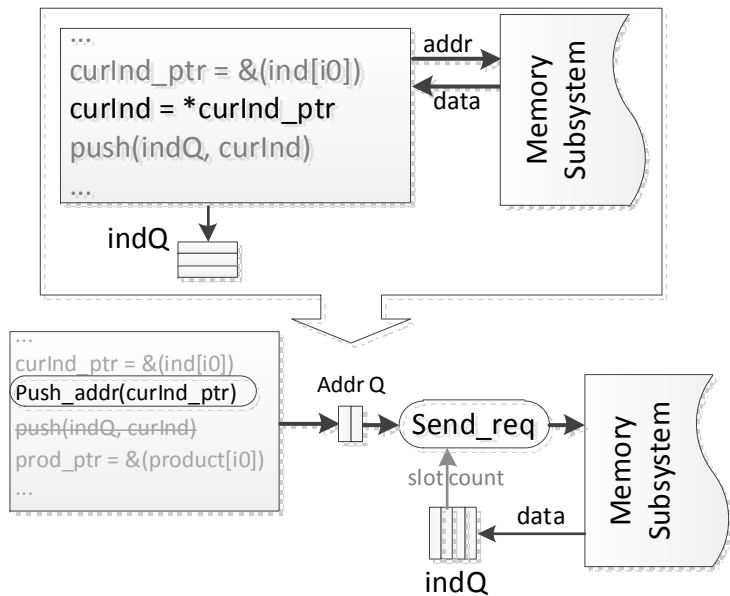 ...
curInd_ptr = &(ind[i0])
curInd = *curInd_ptr
push(indQ, curInd)
...
addr
data
Memory
Subsystem
indQ
...
curInd_ptr = &(ind[i0])
Push_addr(curInd_ptr)
push(indQ, curInd)
prod_ptr = &(product[i0])
...
Addr Q
Send_req
slot count
data
Memory
Subsystem
indQ